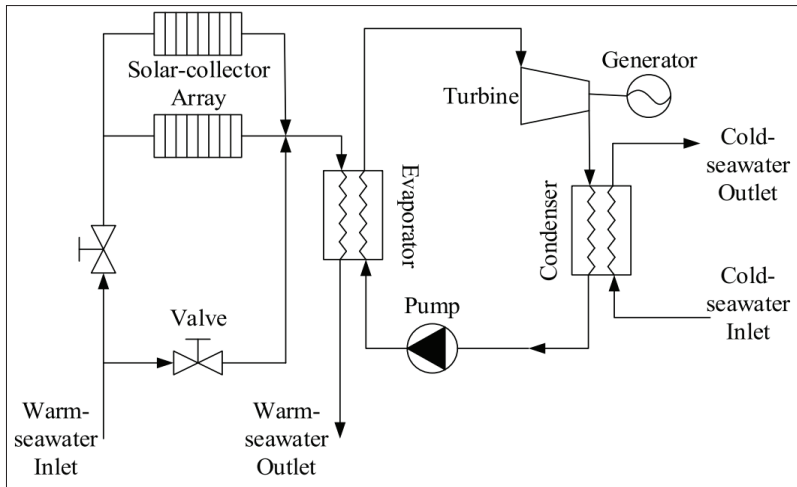 Solar-collector
Array
Turbine
Generator
Cold-
seawater
Outlet
Evaporator
Condenser
Cold-
seawater
Inlet
Pump
Valve
Warm-
seawater
Inlet
Warm-
seawater
Outlet